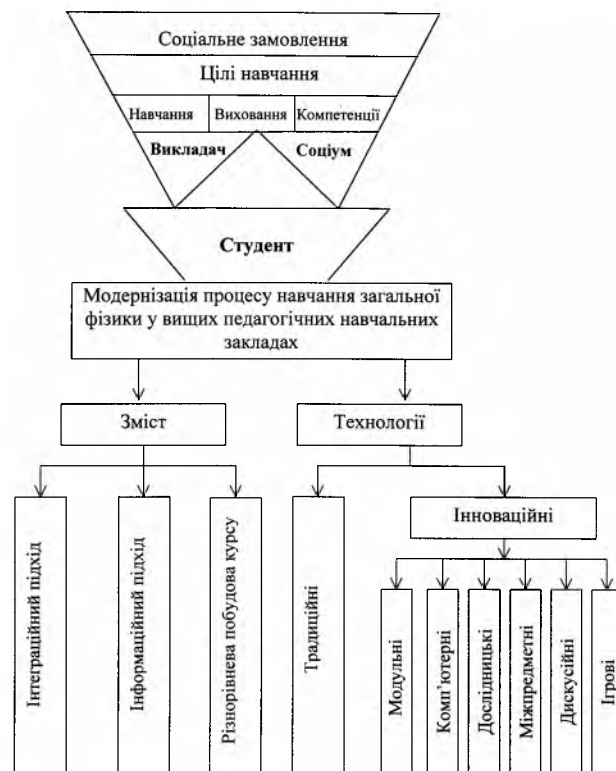 Соціальне замовлення
Цілі навчання
Навчання
Виховання
Компетенції
Викладач
Соціум
Студент
Модернізація процесу навчання загальної
фізики у вищих педагогічних навчальних
закладах
Зміст
Технології
Інтеграційний підхід
Інформаційний підхід
Різнорівнева побудова курсу
Традиційні
Інноваційні
Модульні
Комп’ютерні
Дослідницькі
Міжпредметні
Дискусійні
Ігрові